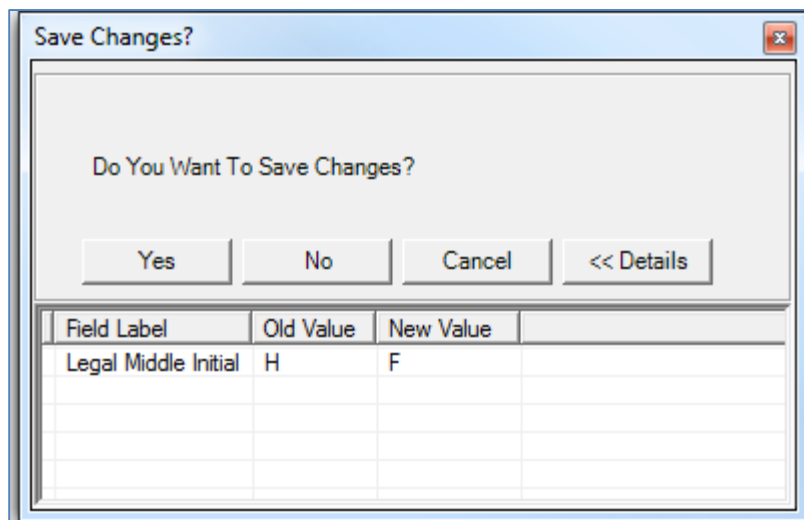 Save Changes?
Do You Want To Save Changes?
Yes No Cancel << Details
Field Label Old Value New Value
Legal Middle Initial H F